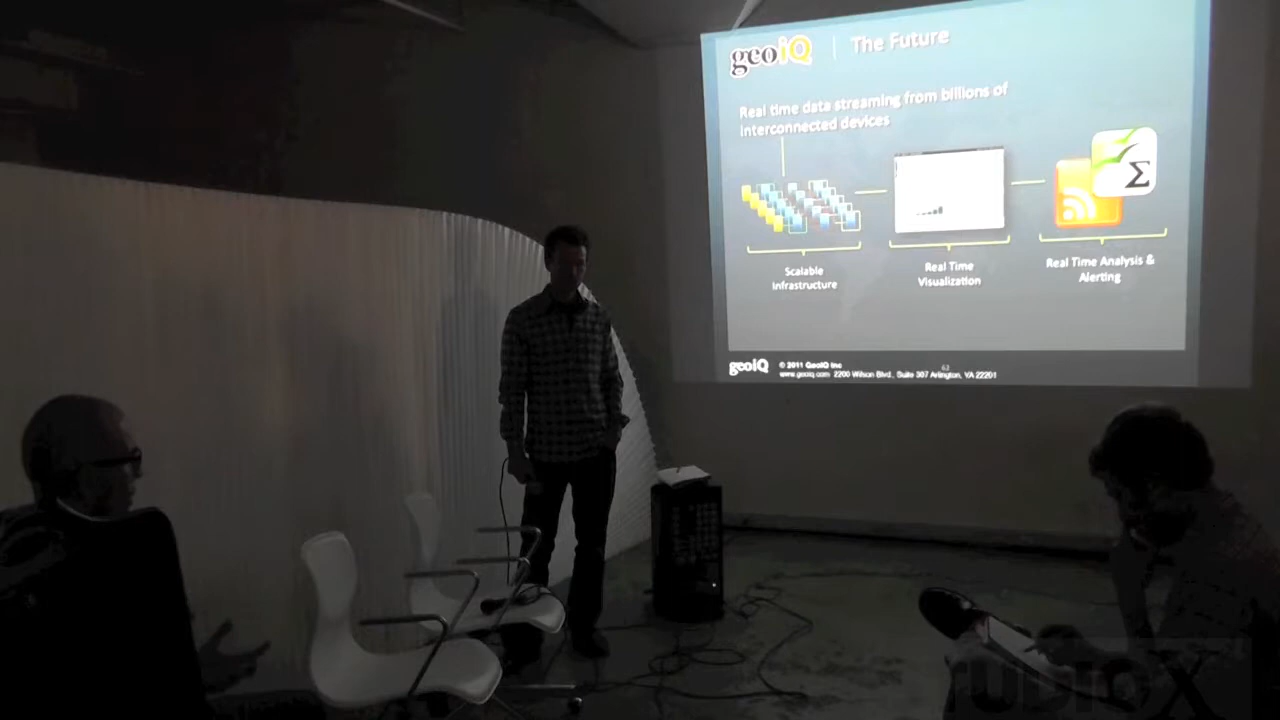 geoiQ | The Future
Real time data streaming from billions of
interconnected devices
Σ
Scalable
Infrastructure
Real Time
Visualization
Real Time Analysis &
Alerting
geoIQ
© 2011 GeoIQ Inc
www.geoiq.com 2200 Wilson Blvd., Suite 307 Arlington, VA 22201
63